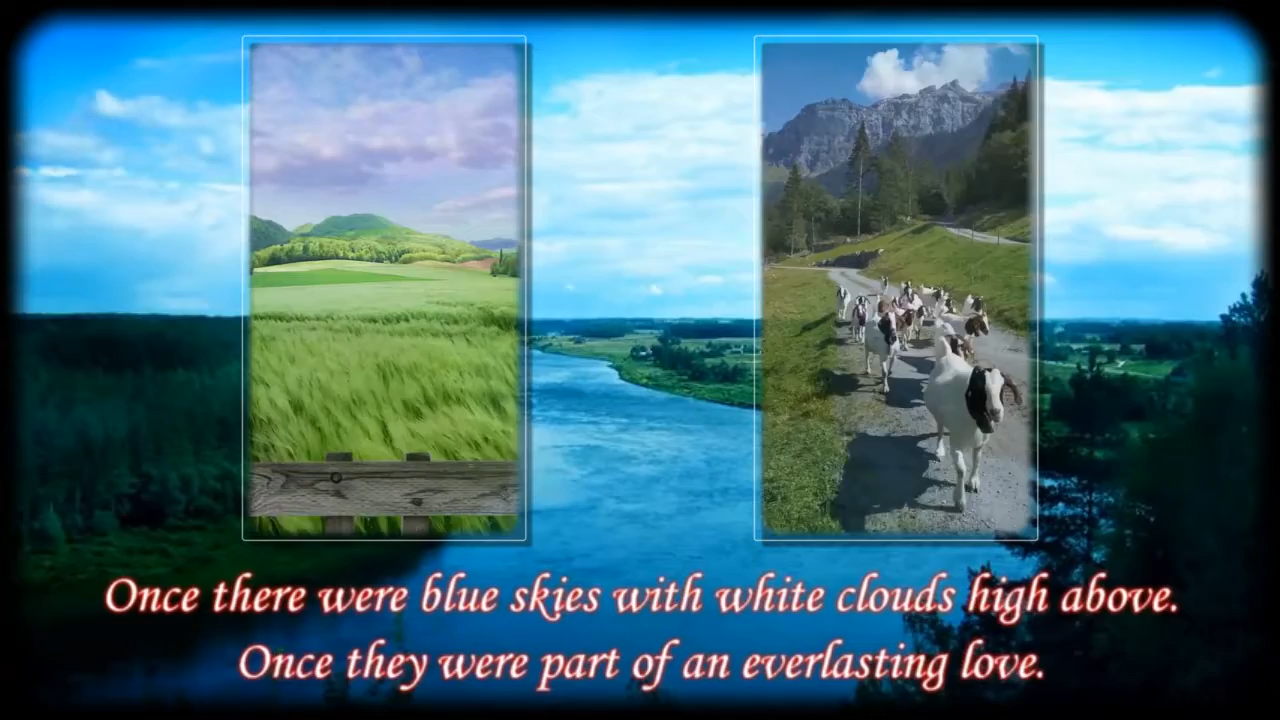 Once there were blue skies with white clouds high above.
Once they were part of an everlasting love.